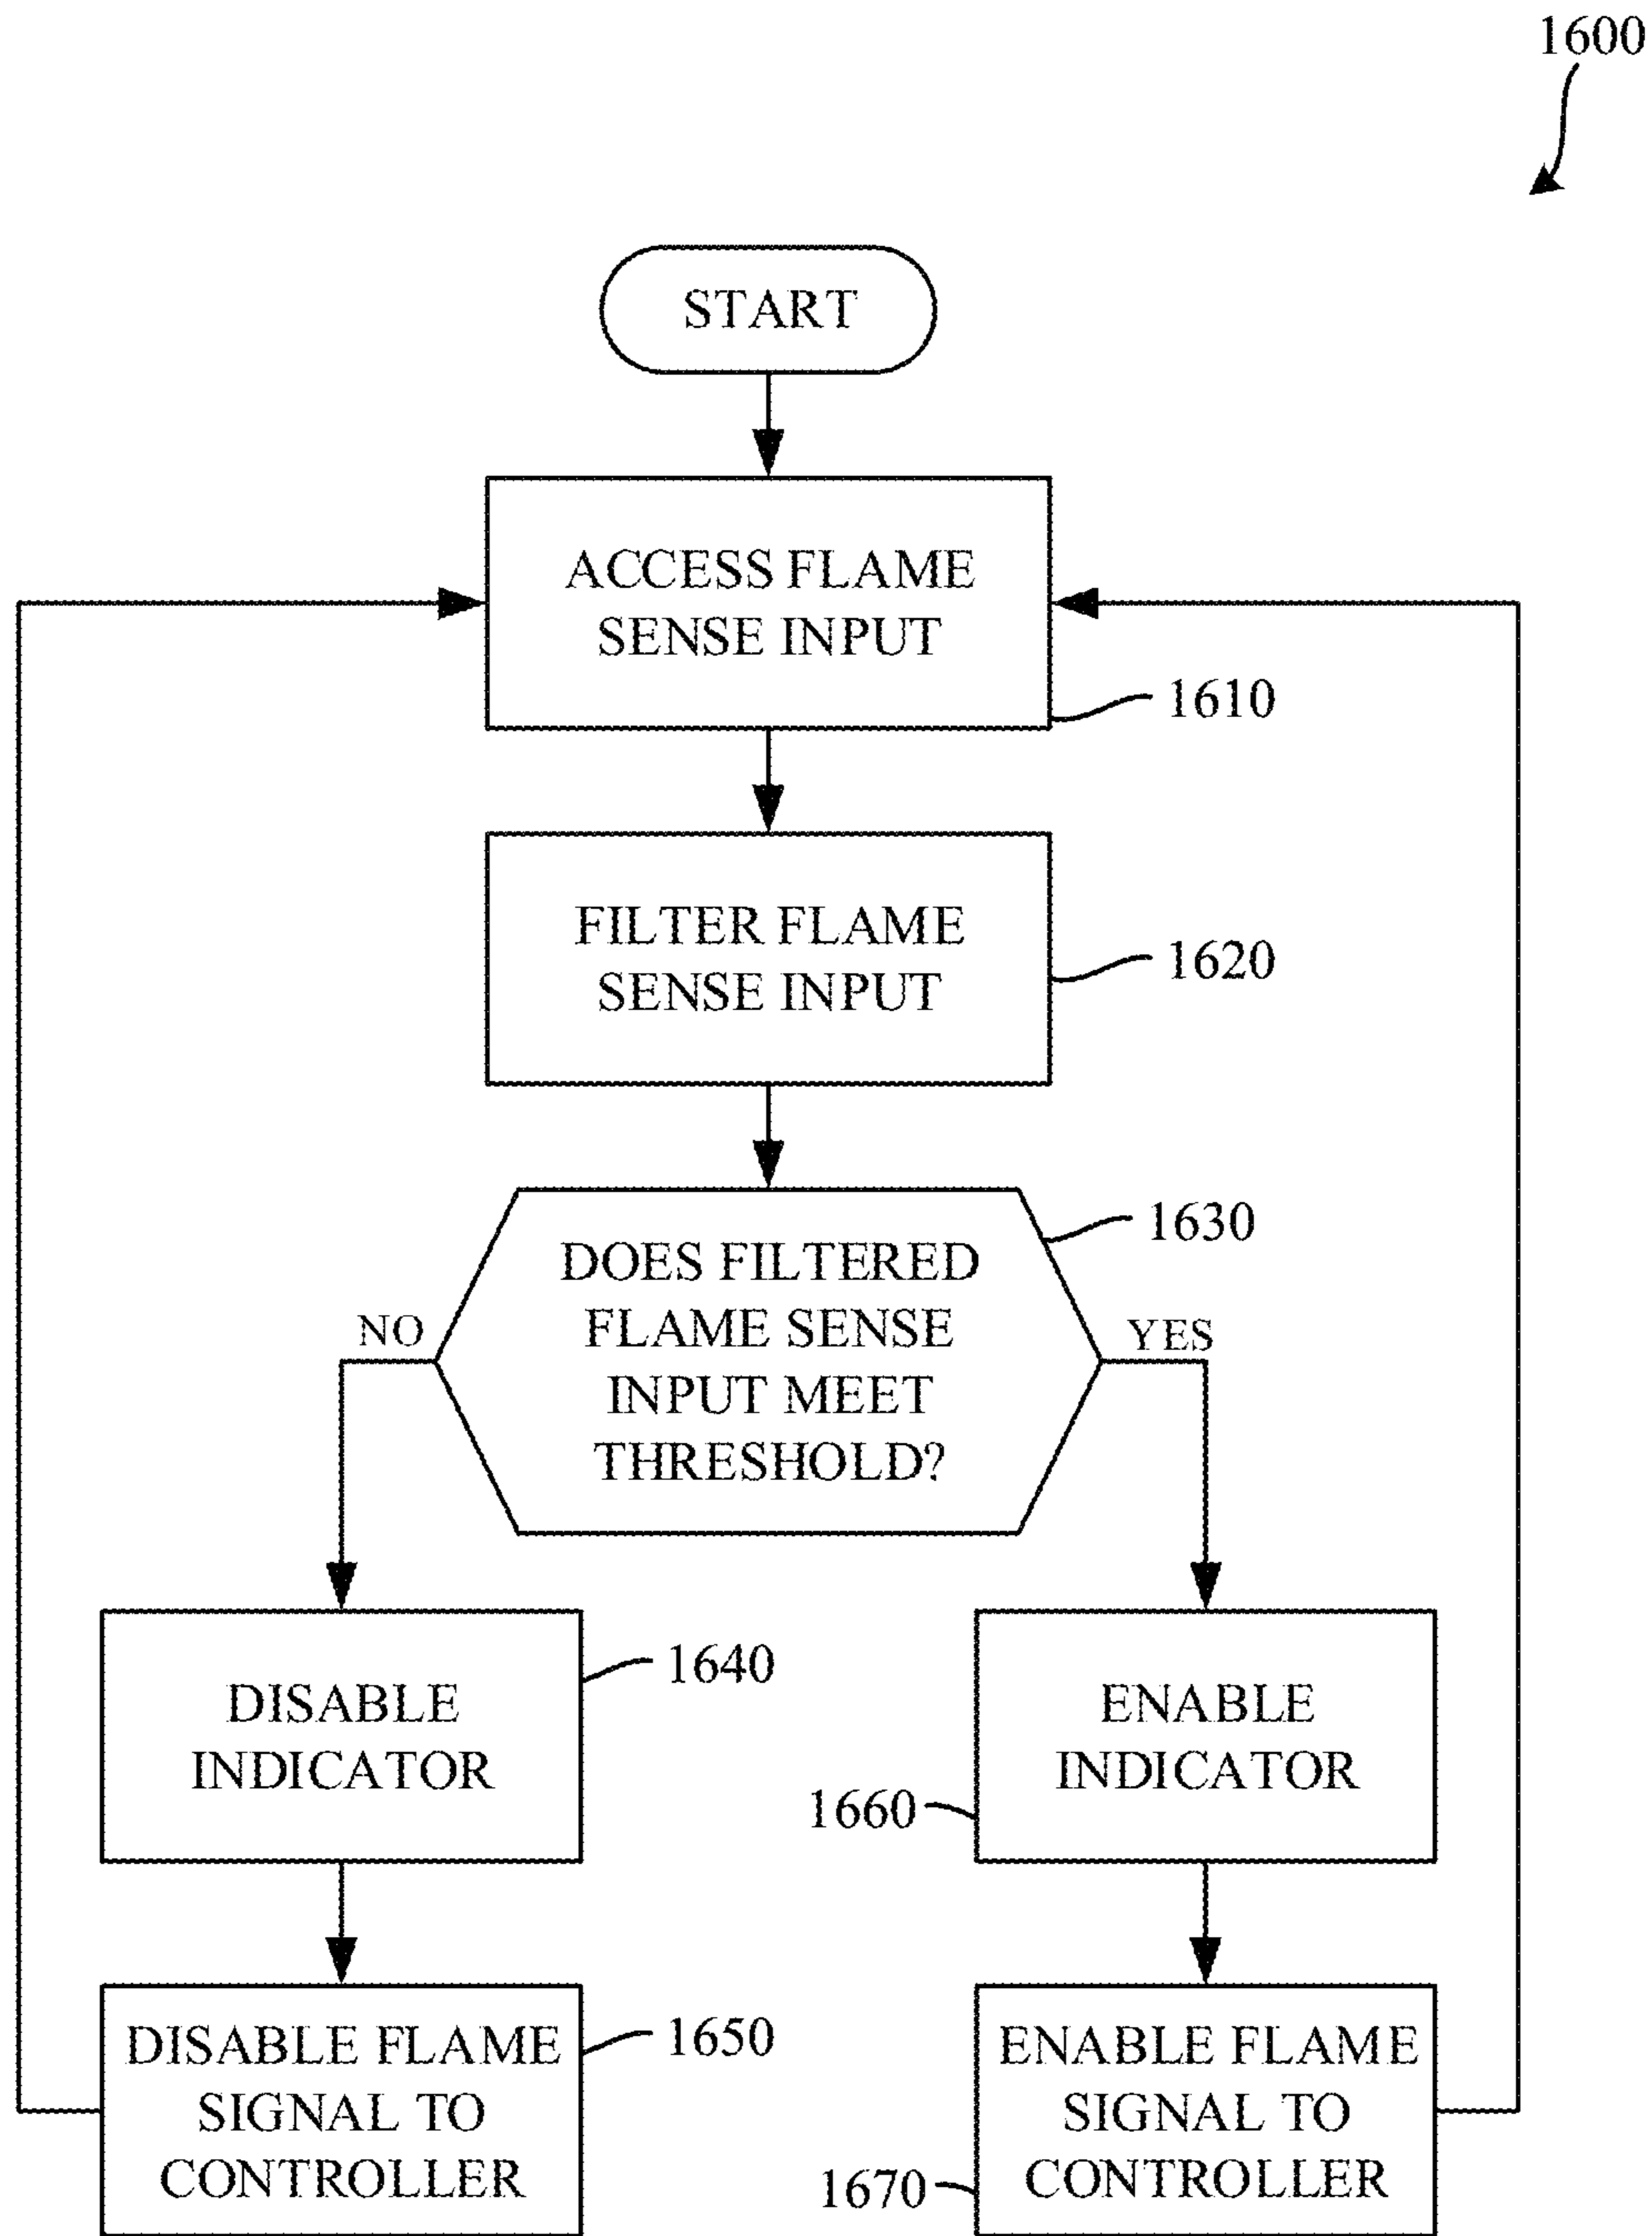 1600
START
ACCESS FLAME
SENSE INPUT
1610
FILTER FLAME
SENSE INPUT
1620
DOES FILTERED
FLAME SENSE
INPUT MEET
THRESHOLD?
1630
NO
YES
DISABLE
INDICATOR
1640
ENABLE
INDICATOR
1660
DISABLE FLAME
SIGNAL TO
CONTROLLER
1650
ENABLE FLAME
SIGNAL TO
CONTROLLER
1670